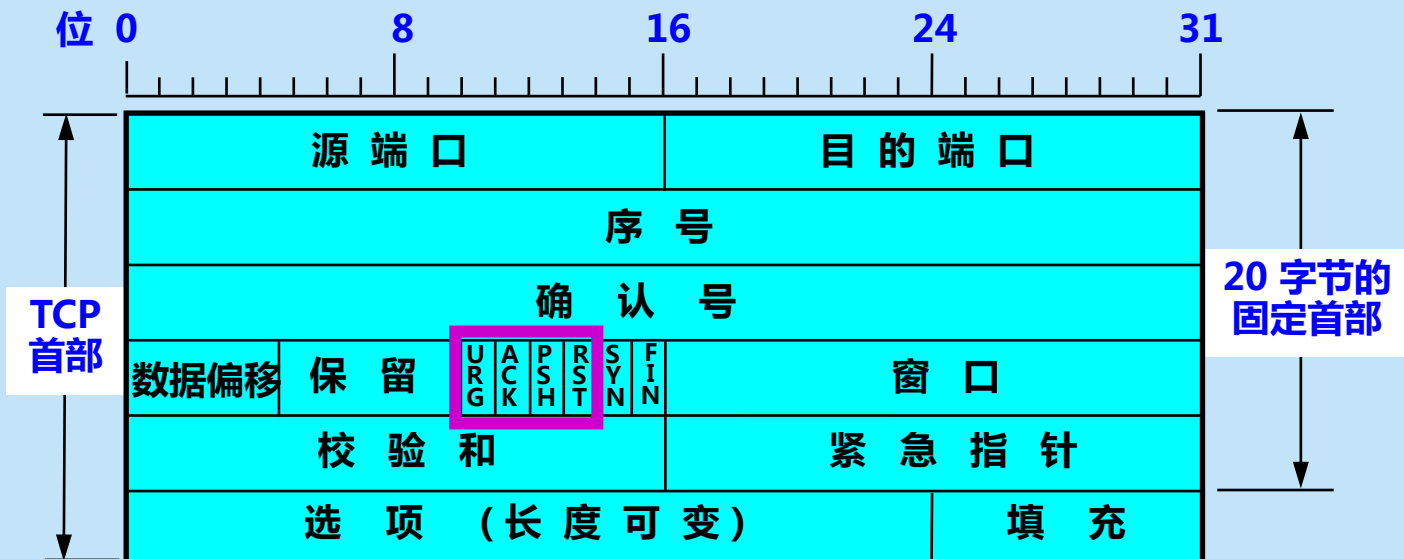 位 0 8 16 24 31
源 端 口 目 的 端 口
序 号
确 认 号
TCP
首部
20 字节的
固定首部
数据偏移 保 留 URG ACK PSH RST SYN FIN 窗 口
校 验 和 紧 急 指 针
选 项 (长 度 可 变) 填 充